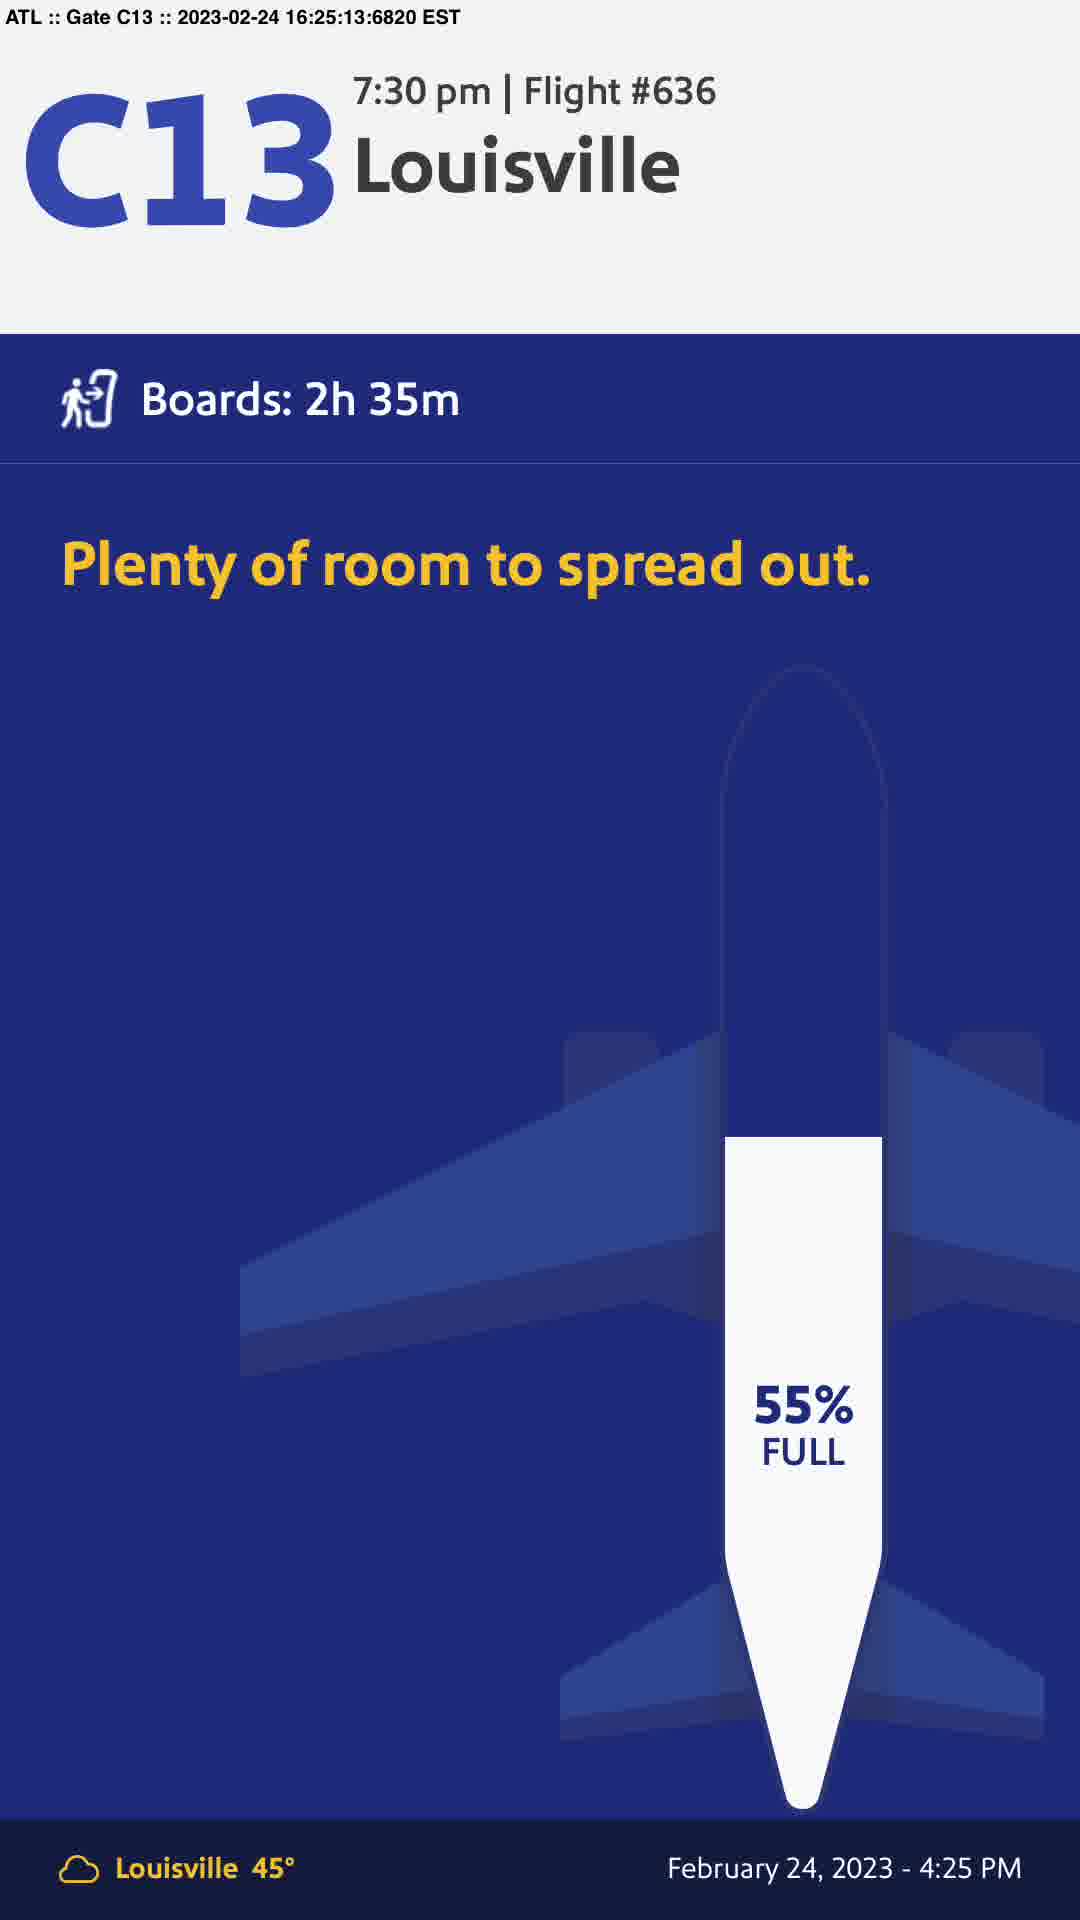 ATL :: Gate C13 :: 2023-02-24 16:25:13:6820 EST
C13
7:30 pm | Flight #636
Louisville
Boards: 2h 35m
Plenty of room to spread out.
55%
FULL
Louisville 45°
February 24, 2023 - 4:25 PM